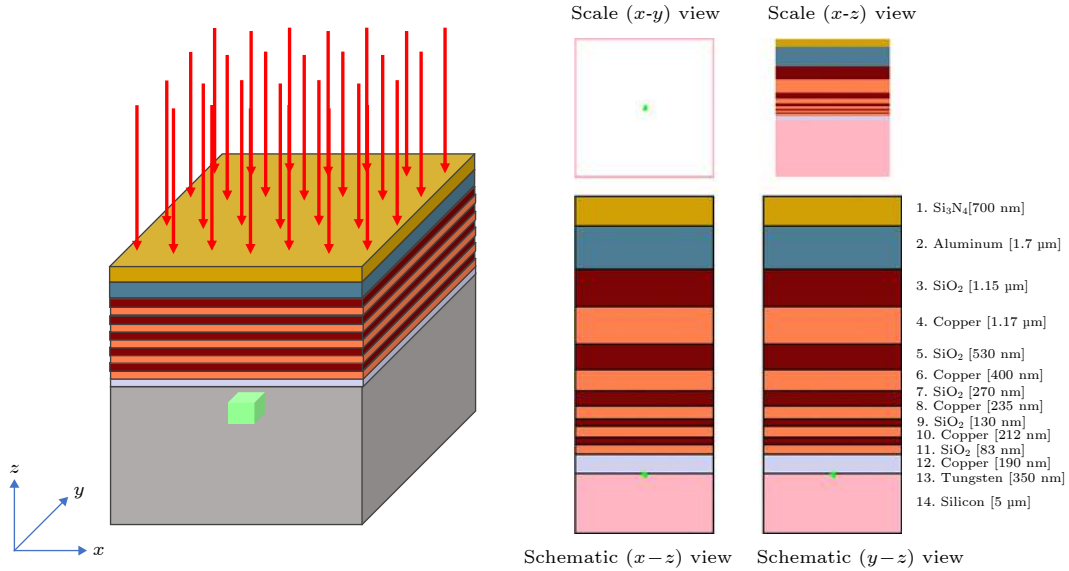 Scale (x-y) view
Scale (x-z) view
1. Si₃N₄[700 nm]
2. Aluminum [1.7 µm]
3. SiO₂ [1.15 µm]
4. Copper [1.17 µm]
5. SiO₂ [530 nm]
6. Copper [400 nm]
7. SiO₂ [270 nm]
8. Copper [235 nm]
9. SiO₂ [130 nm]
10. Copper [212 nm]
11. SiO₂ [83 nm]
12. Copper [190 nm]
13. Tungsten [350 nm]
14. Silicon [5 µm]
z
y
x
Schematic (x−z) view
Schematic (y−z) view